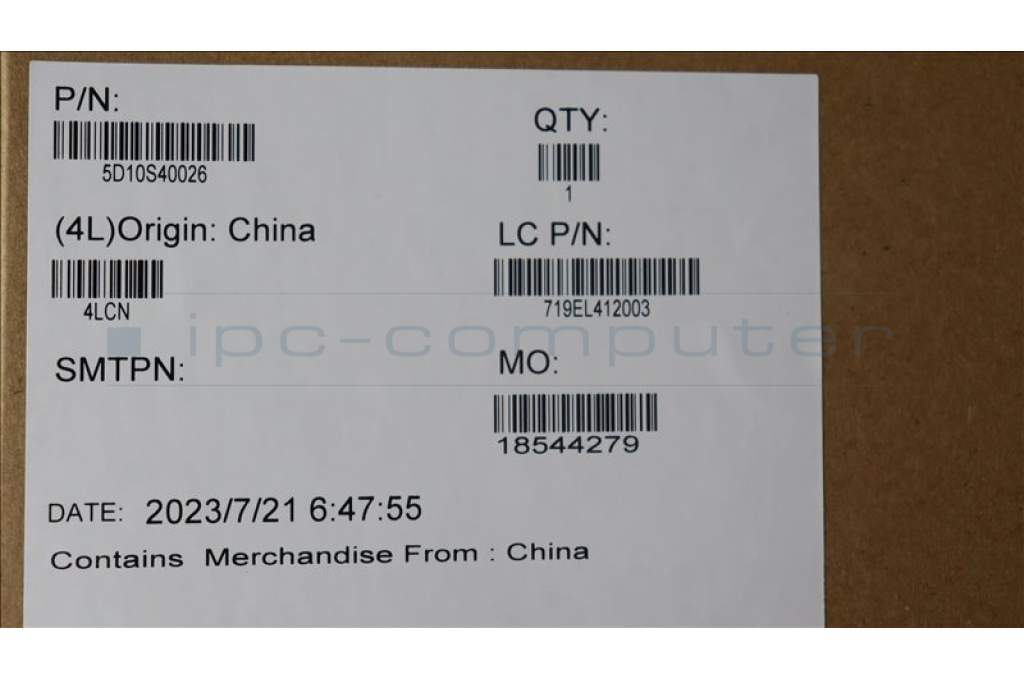 P/N:
5D10S40026
QTY:
1
(4L)Origin: China
4LCN
LC P/N:
719EL412003
ipc-computer
SMTPN:
MO:
18544279
DATE: 2023/7/21 6:47:55
Contains Merchandise From : China